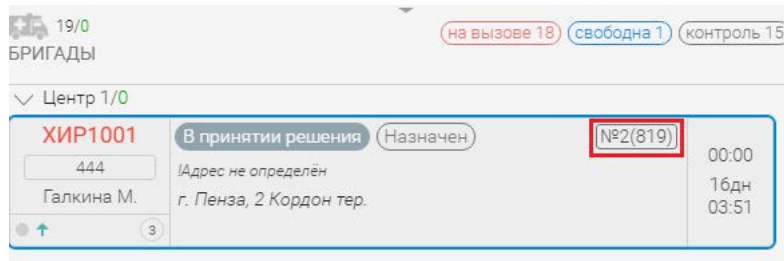 19/0
БРИГАДЫ
на вызове 18 свободна 1 контроль 15
Центр 1/0
ХИР1001
444
Галкина М.
3
В принятии решения Назначен №2(819)
!Адрес не определён
г. Пенза, 2 Кордон тер.
00:00
16дн
03:51